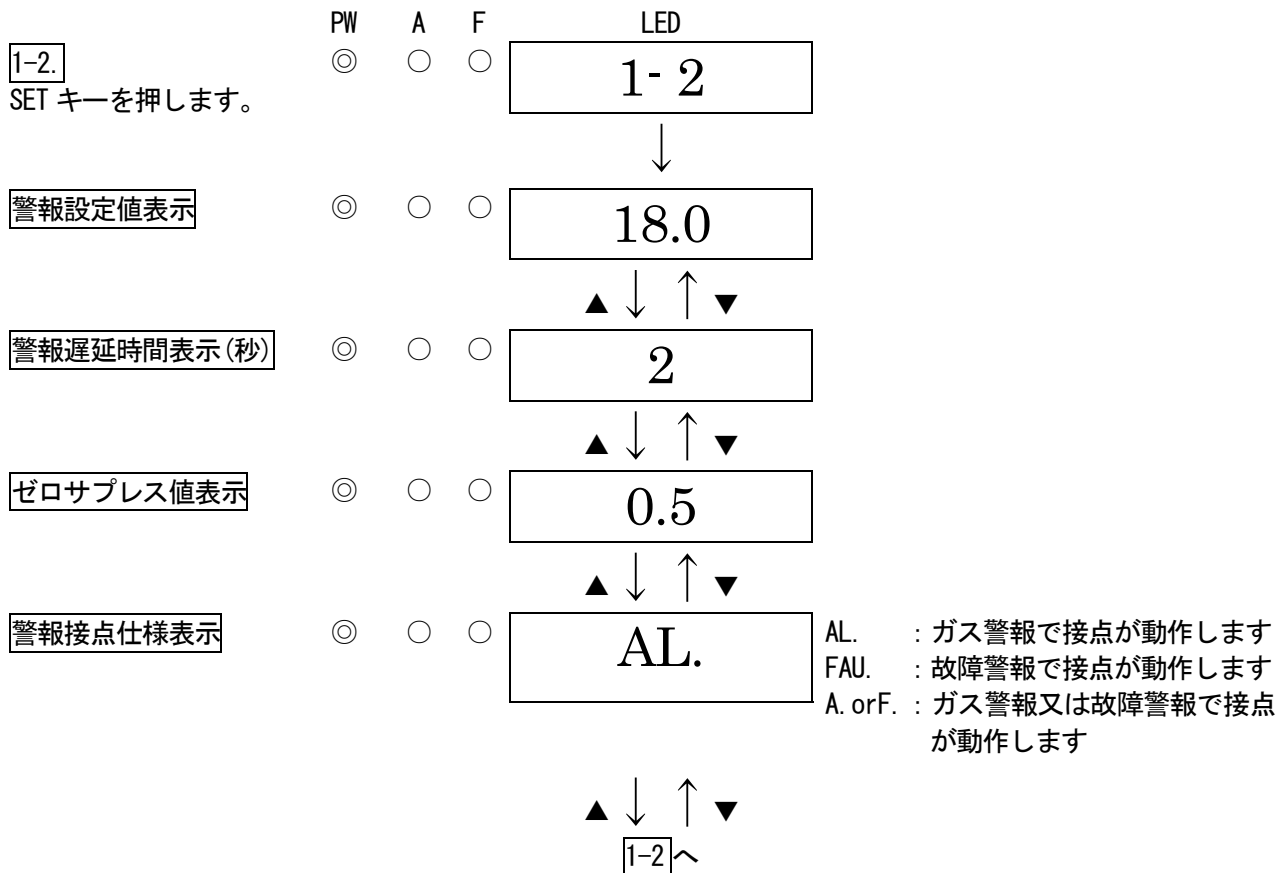 PW A F LED
1-2. ◎ ○ ○ 1- 2
SET キーを押します。
↓
警報設定値表示 ◎ ○ ○ 18.0
▲ ↓ ↑ ▼
警報遅延時間表示(秒) ◎ ○ ○ 2
▲ ↓ ↑ ▼
ゼロサプレス値表示 ◎ ○ ○ 0.5
▲ ↓ ↑ ▼
警報接点仕様表示 ◎ ○ ○ AL.
AL. :ガス警報で接点が動作します
FAU. :故障警報で接点が動作します
A.orF. :ガス警報又は故障警報で接点
が動作します
▲ ↓ ↑ ▼
1-2へ